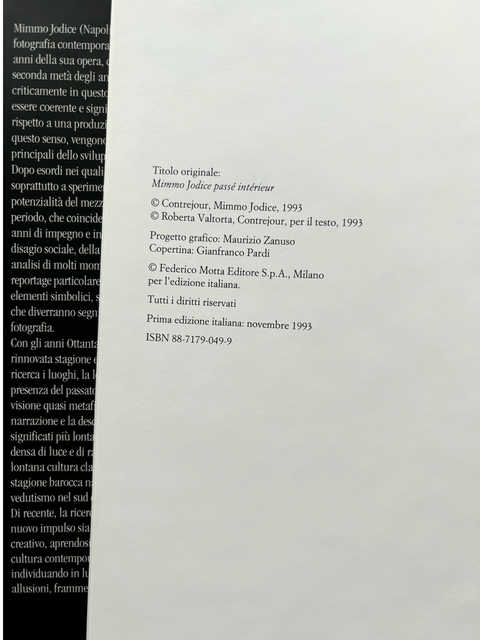 Mimmo Jodice (Napol
fotografia contempora
anni della sua opera,
seconda metà degli an
criticamente in questo
essere coerente e signi
rispetto a una produzi
questo senso, vengono
principali dello svilup
Dopo esordi nei quali
soprattutto a sperime
potenzialità del mezz
periodo, che coincide
anni di impegno e in
disagio sociale, della
analisi di molti mon
reportage particolare
elementi simbolici, s
che diverranno segn
fotografia.
Con gli anni Ottanta
rinnovata stagione
ricerca i luoghi, la
presenza del passato
visione quasi metaf
narrazione e la des
significati più lonta
densa di luce e di
lontana cultura cla
stagione barocca n
vedutismo nel sud
Di recente, la ricer
nuovo impulso sia
creativo, aprendosi
cultura contempor
individuando in lu
allusioni, framme
Titolo originale:
Mimmo Jodice passé intérieur
© Contrejour, Mimmo Jodice, 1993
© Roberta Valtorta, Contrejour, per il testo, 1993
Progetto grafico: Maurizio Zanuso
Copertina: Gianfranco Pardi
© Federico Motta Editore S.p.A., Milano
per l'edizione italiana.
Tutti i diritti riservati
Prima edizione italiana: novembre 1993
ISBN 88-7179-049-9